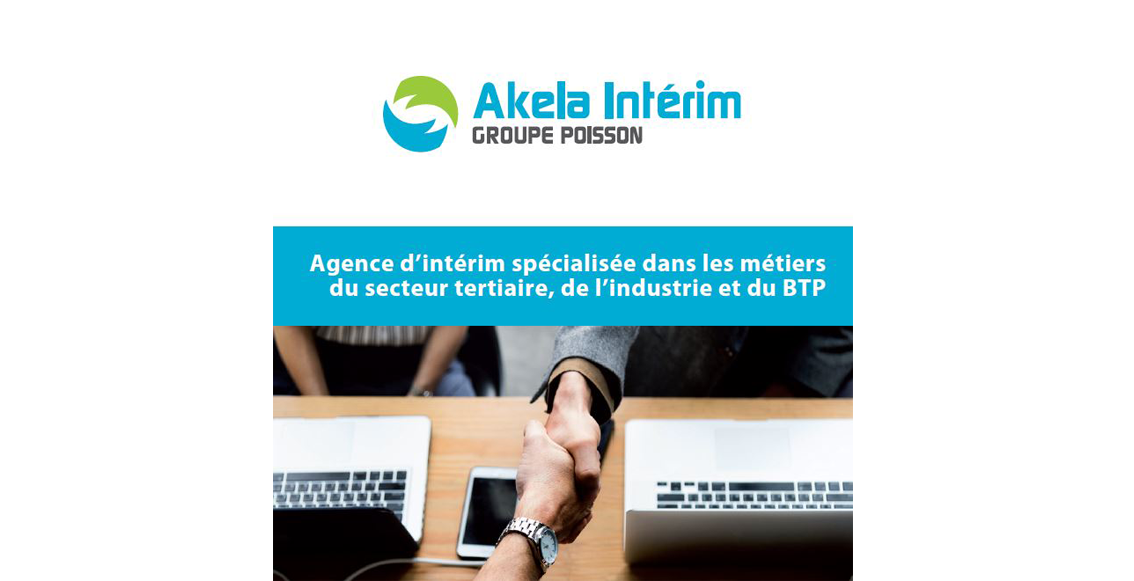 Akela Intérim
GROUPE POISSON
Agence d’intérim spécialisée dans les métiers
du secteur tertiaire, de l’industrie et du BTP